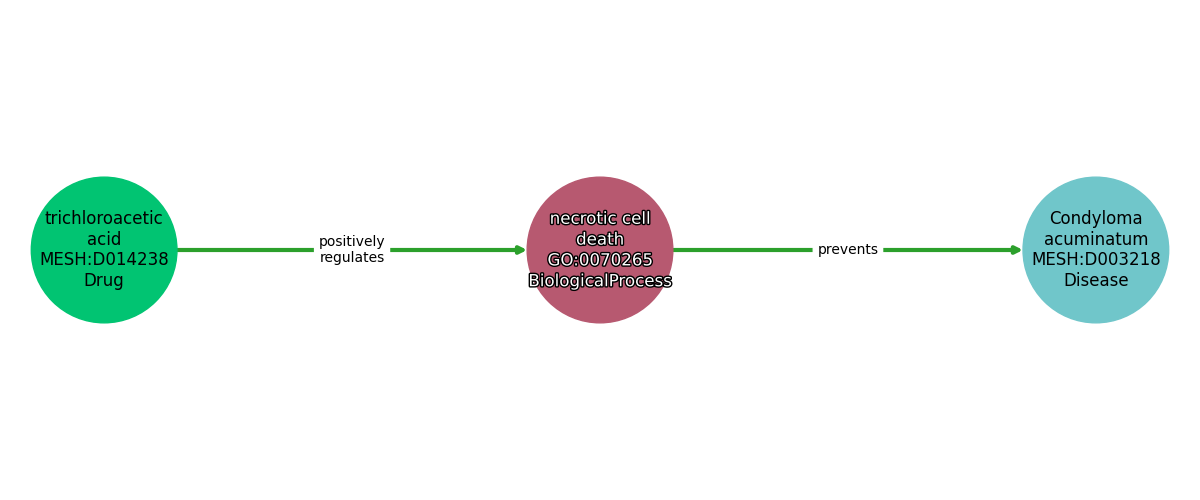 trichloroacetic
acid
MESH:D014238
Drug
positively
regulates
necrotic cell
death
GO:0070265
BiologicalProcess
prevents
Condyloma
acuminatum
MESH:D003218
Disease